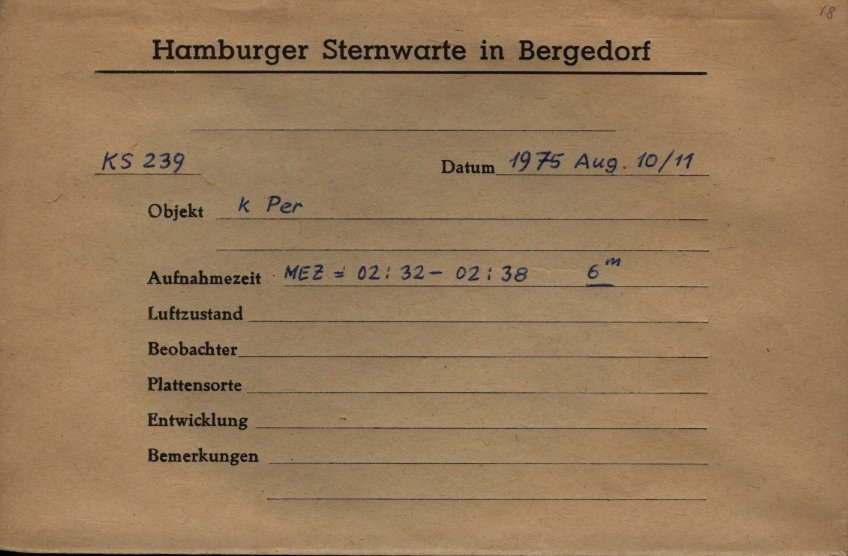 18
Hamburger Sternwarte in Bergedorf
KS 239 Datum 1975 Aug. 10/11
Objekt k Per
Aufnahmezeit MEZ = 02:32 – 02:38 6ᵐ
Luftzustand
Beobachter
Plattensorte
Entwicklung
Bemerkungen